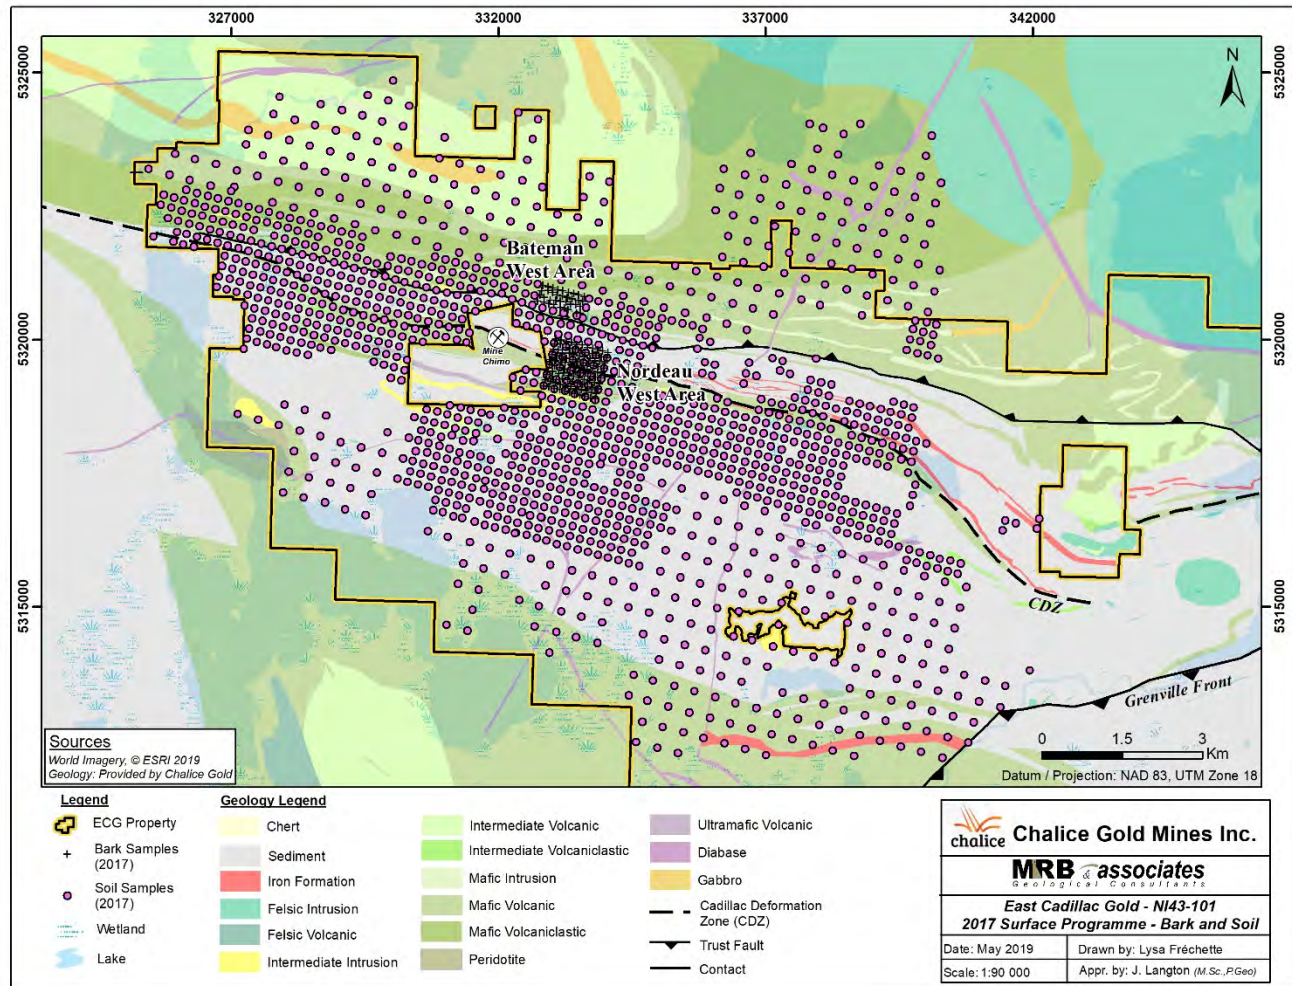 327000 332000 337000 342000
5325000
5325000
N
Bateman
West Area
5320000
5320000
Mine
Chimo
Nordeau
West Area
5315000
5315000
CDZ
Grenville Front
Sources
World Imagery, © ESRI 2019
Geology: Provided by Chalice Gold
0 1.5 3
Km
Datum / Projection: NAD 83, UTM Zone 18
Legend
ECG Property
Bark Samples
(2017)
Soil Samples
(2017)
Wetland
Lake
Geology Legend
Chert
Sediment
Iron Formation
Felsic Intrusion
Felsic Volcanic
Intermediate Intrusion
Intermediate Volcanic
Intermediate Volcaniclastic
Mafic Intrusion
Mafic Volcanic
Mafic Volcaniclastic
Peridotite
Ultramafic Volcanic
Diabase
Gabbro
Cadillac Deformation
Zone (CDZ)
Trust Fault
Contact
chalice
Chalice Gold Mines Inc.
MRB & associates
Geological Consultants
East Cadillac Gold - NI43-101
2017 Surface Programme - Bark and Soil
Date: May 2019
Drawn by: Lysa Fréchette
Scale: 1:90 000
Appr. by: J. Langton (M.Sc.,P.Geo)